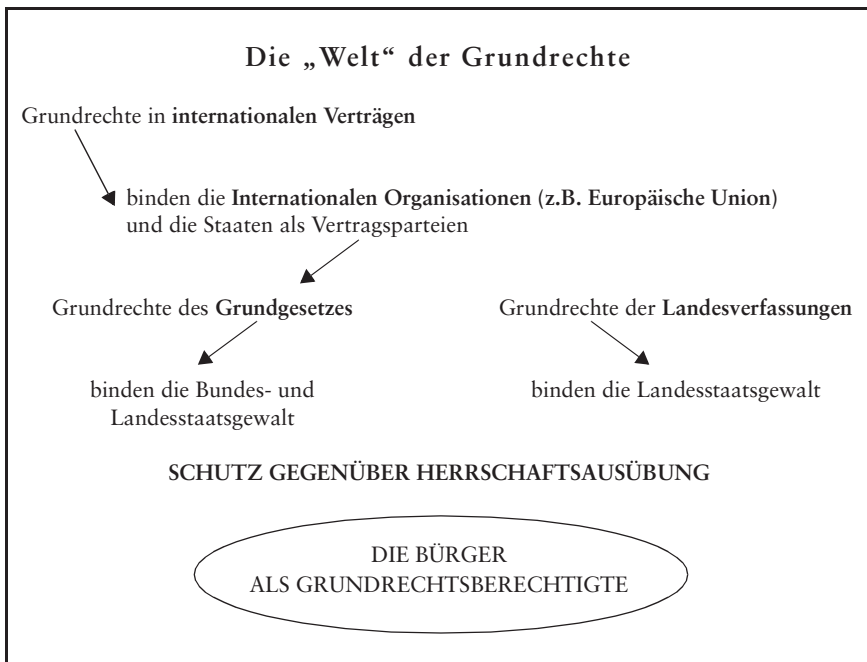 Die „Welt“ der Grundrechte
Grundrechte in internationalen Verträgen
binden die Internationalen Organisationen (z.B. Europäische Union)
und die Staaten als Vertragsparteien
Grundrechte des Grundgesetzes
Grundrechte der Landesverfassungen
binden die Bundes- und
Landesstaatsgewalt
binden die Landesstaatsgewalt
SCHUTZ GEGENÜBER HERRSCHAFTSAUSÜBUNG
DIE BÜRGER
ALS GRUNDRECHTSBERECHTIGTE